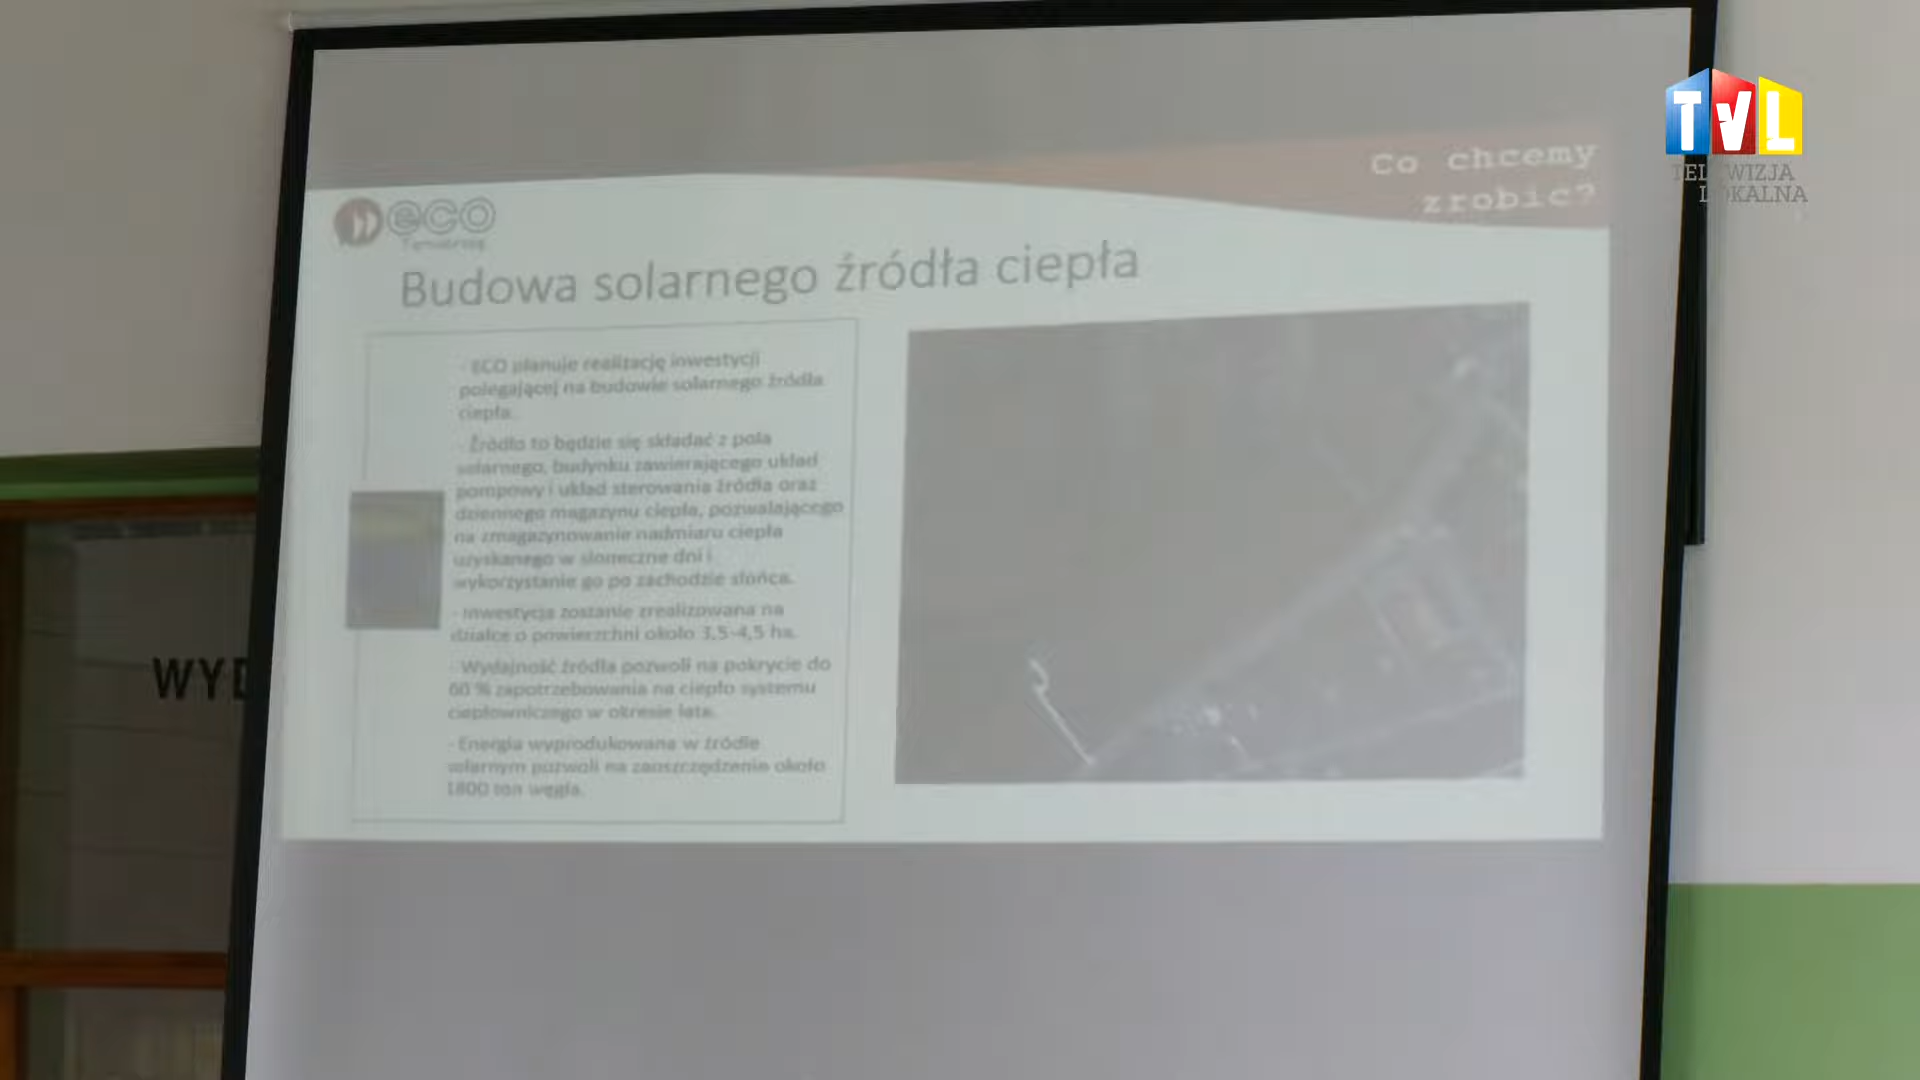 TVL
TELEWIZJA
LOKALNA
Co chcemy
zrobić?
eco
Budowa solarnego źródła ciepła
- ECO planuje realizację inwestycji
polegającej na budowie solarnego źródła
ciepła.
- Źródło to będzie się składać z pola
solarnego, budynku zawierającego układ
pompowy i układ sterowania źródła oraz
dziennego magazynu ciepła, pozwalającego
na zmagazynowanie nadmiaru ciepła
uzyskanego w słoneczne dni i
wykorzystanie go po zachodzie słońca.
- Inwestycja zostanie zrealizowana na
działce o powierzchni około 3,5-4,5 ha.
- Wydajność źródła pozwoli na pokrycie do
60 % zapotrzebowania na ciepło systemu
ciepłowniczego w okresie lata.
- Energia wyprodukowana w źródle
solarnym pozwoli na zaoszczędzenie około
1800 ton węgla.
WYD